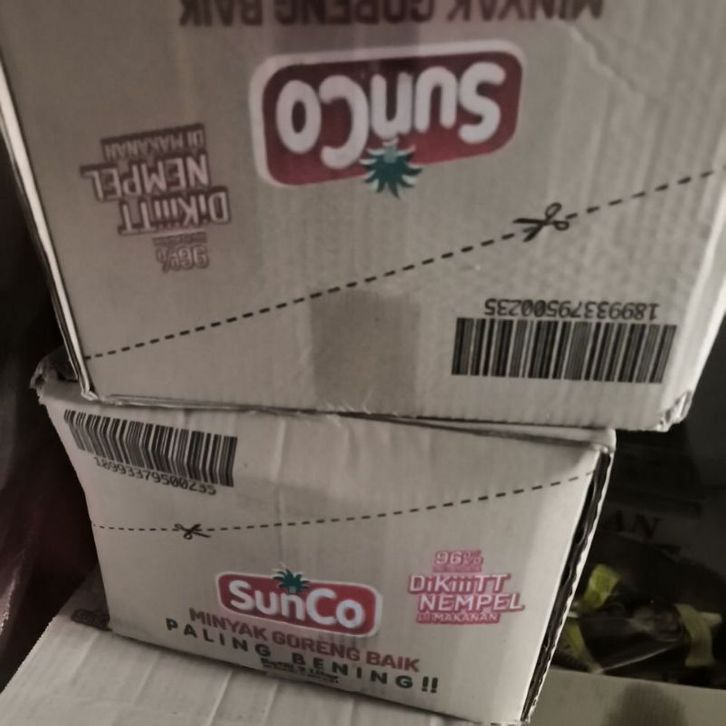 MINYAK GORENG BAIK
SunCo
96%
DiKiiiTT
NEMPEL
DI MAKANAN
18993379500235
18993379500235
SunCo
MINYAK GORENG BAIK
PALING BENING!!
96%
DiKiiiTT
NEMPEL
DI MAKANAN